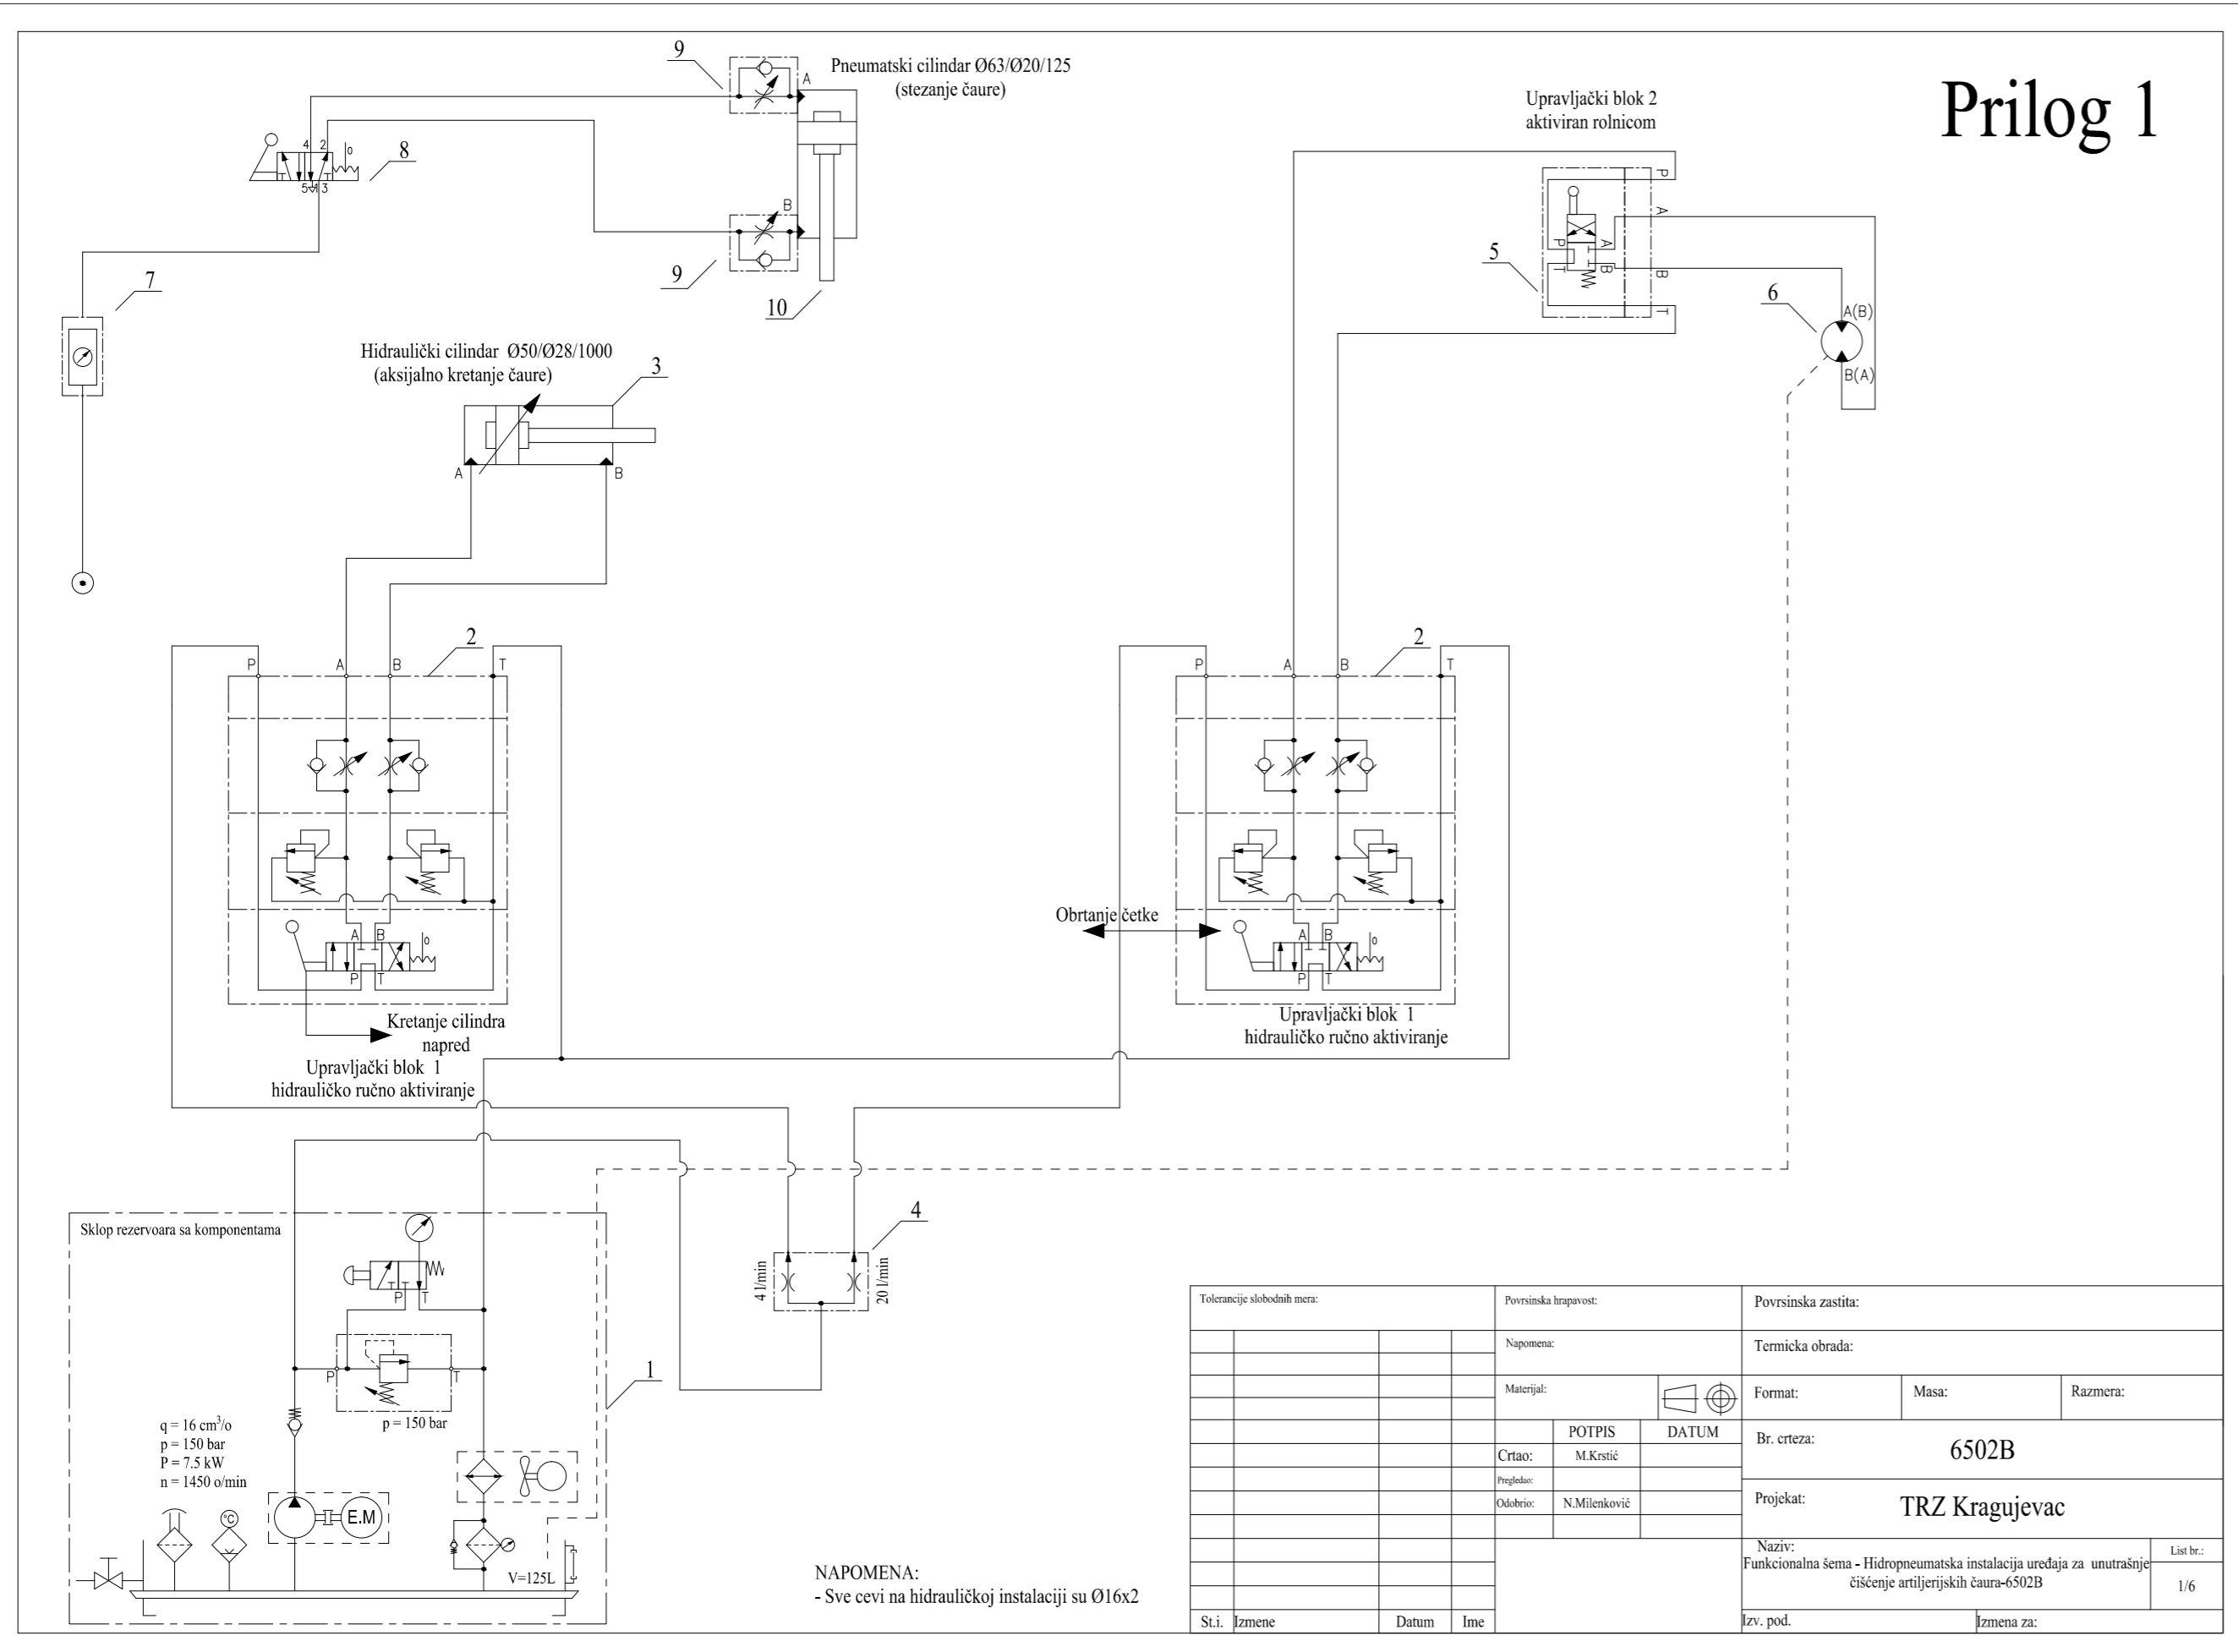 Prilog 1
9
Pneumatski cilindar Ø63/Ø20/125
(stezanje čaure)
A
4 2
8
5 1 3
B
9
10
7
Upravljački blok 2
aktiviran rolnicom
P
A
P A
T B
B
T
5
6
A(B)
B(A)
Hidraulički cilindar Ø50/Ø28/1000
(aksijalno kretanje čaure)
3
A
B
2
P A B T
A B
P T
Kretanje cilindra
napred
Upravljački blok 1
hidrauličko ručno aktiviranje
2
P A B T
Obrtanje četke
A B
P T
Upravljački blok 1
hidrauličko ručno aktiviranje
4
4 l/min
20 l/min
Sklop rezervoara sa komponentama
P T
P T
p = 150 bar
1
q = 16 cm³/o
p = 150 bar
P = 7.5 kW
n = 1450 o/min
°C
E.M
V=125L
NAPOMENA:
- Sve cevi na hidrauličkoj instalaciji su Ø16x2
Tolerancije slobodnih mera:
Povrsinska hrapavost:
Povrsinska zastita:
Napomena:
Termicka obrada:
Materijal:
Format:
Masa:
Razmera:
POTPIS DATUM
Crtao: M.Krstić
Pregledao:
Odobrio: N.Milenković
Br. crteza:
6502B
Projekat:
TRZ Kragujevac
Naziv:
Funkcionalna šema - Hidropneumatska instalacija uređaja za unutrašnje
čišćenje artiljerijskih čaura-6502B
List br.:
1/6
St.i. Izmene Datum Ime
Izv. pod.
Izmena za: